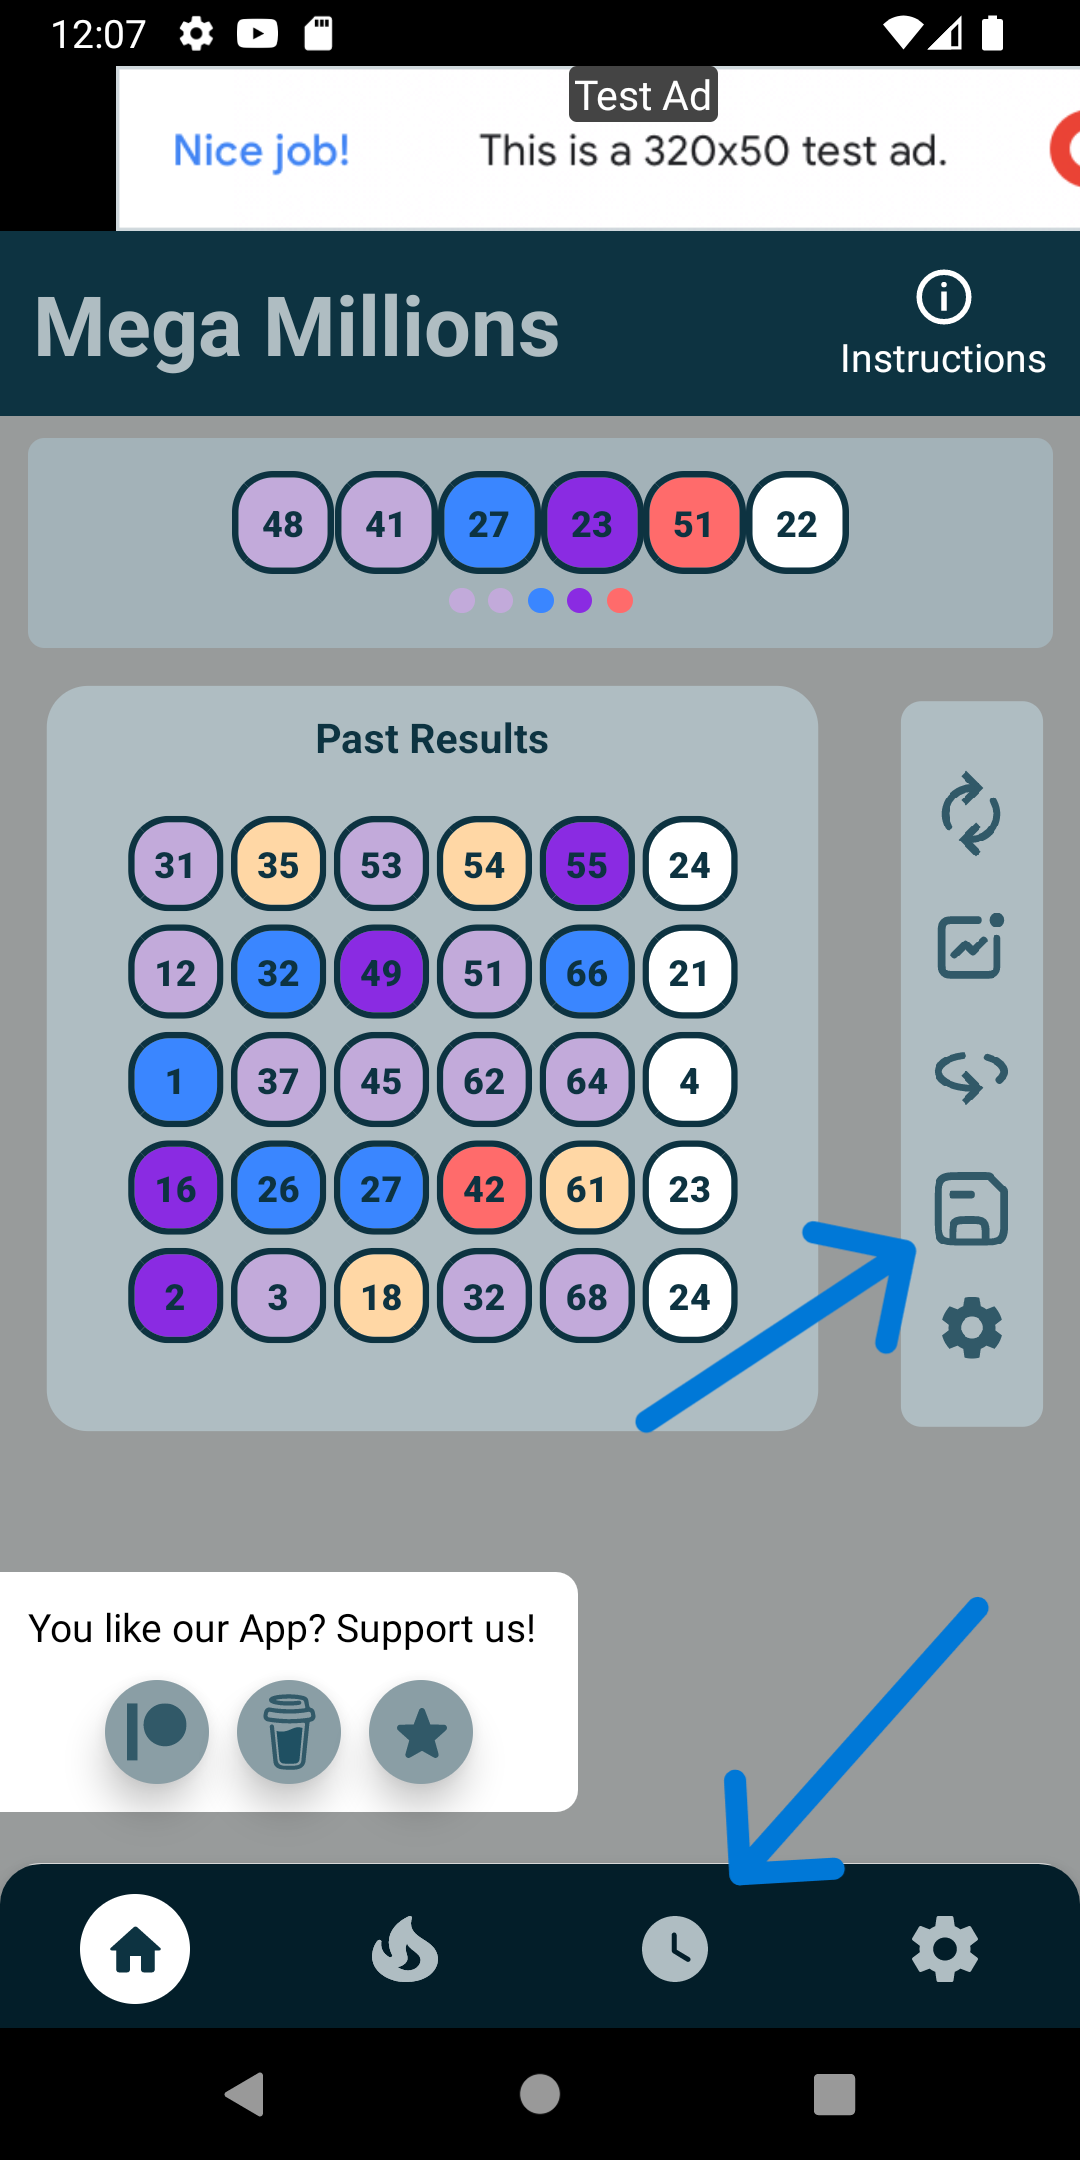 12:07
Test Ad
Nice job! This is a 320x50 test ad.
Mega Millions
Instructions
48 41 27 23 51 22
Past Results
31 35 53 54 55 24
12 32 49 51 66 21
1 37 45 62 64 4
16 26 27 42 61 23
2 3 18 32 68 24
You like our App? Support us!